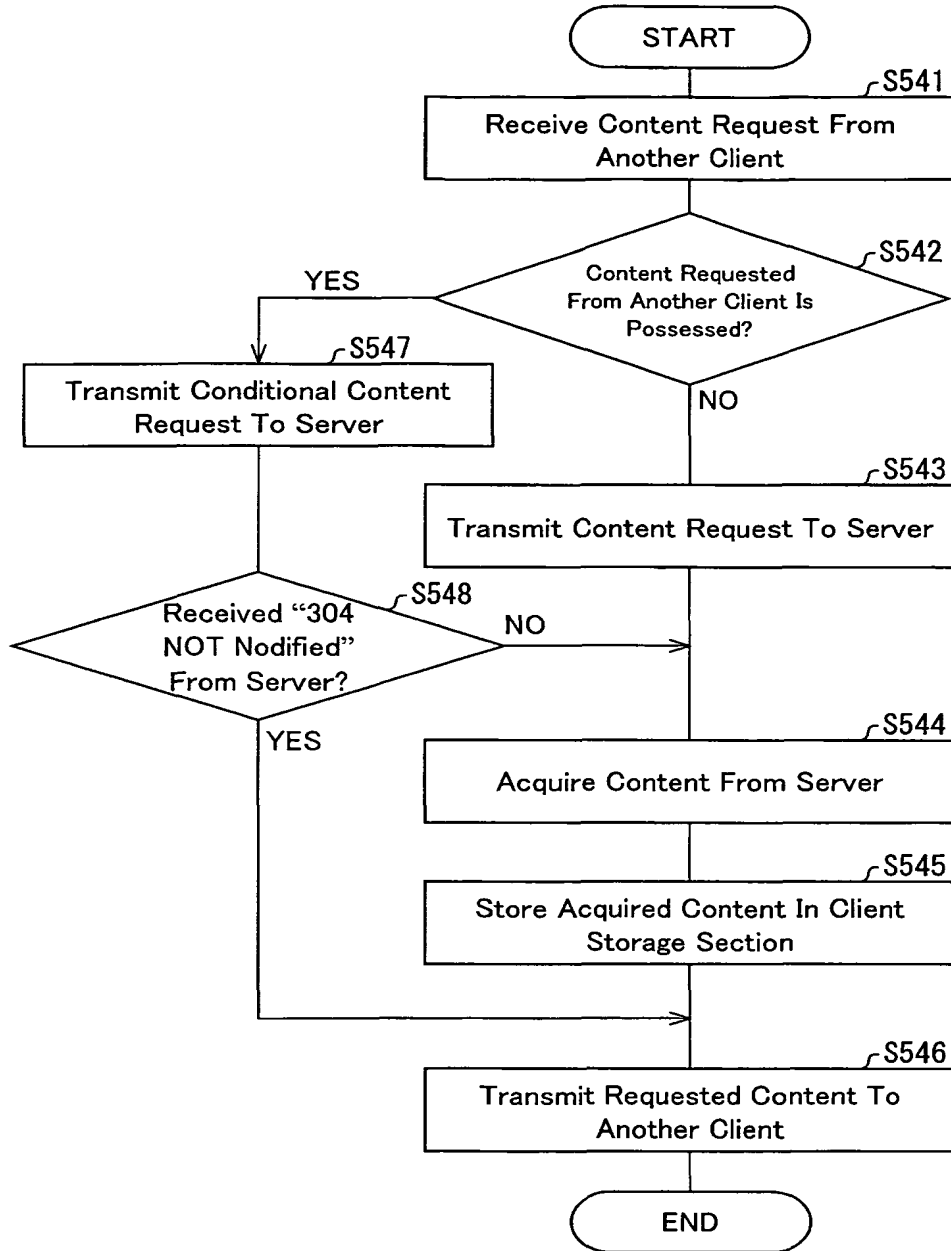 START
S541
Receive Content Request From
Another Client
S542
Content Requested
From Another Client Is
Possessed?
YES
NO
S547
Transmit Conditional Content
Request To Server
S543
Transmit Content Request To Server
S548
Received “304
NOT Nodified”
From Server?
NO
YES
S544
Acquire Content From Server
S545
Store Acquired Content In Client
Storage Section
S546
Transmit Requested Content To
Another Client
END